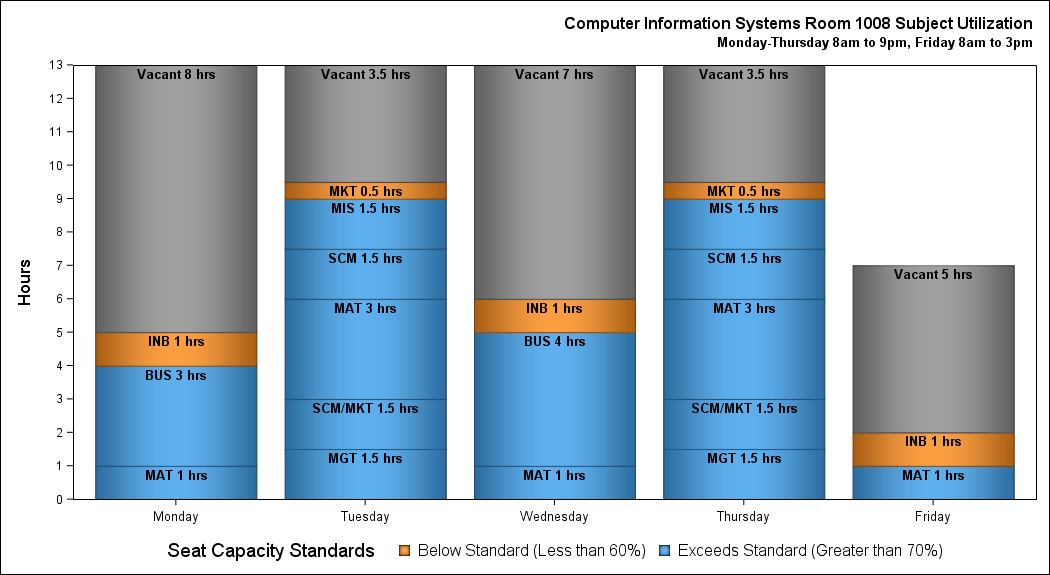 Computer Information Systems Room 1008 Subject Utilization
Monday-Thursday 8am to 9pm, Friday 8am to 3pm
Hours
13
12
11
10
9
8
7
6
5
4
3
2
1
0
Vacant 8 hrs
INB 1 hrs
BUS 3 hrs
MAT 1 hrs
Vacant 3.5 hrs
MKT 0.5 hrs
MIS 1.5 hrs
SCM 1.5 hrs
MAT 3 hrs
SCM/MKT 1.5 hrs
MGT 1.5 hrs
Vacant 7 hrs
INB 1 hrs
BUS 4 hrs
MAT 1 hrs
Vacant 3.5 hrs
MKT 0.5 hrs
MIS 1.5 hrs
SCM 1.5 hrs
MAT 3 hrs
SCM/MKT 1.5 hrs
MGT 1.5 hrs
Vacant 5 hrs
INB 1 hrs
MAT 1 hrs
Monday Tuesday Wednesday Thursday Friday
Seat Capacity Standards Below Standard (Less than 60%) Exceeds Standard (Greater than 70%)